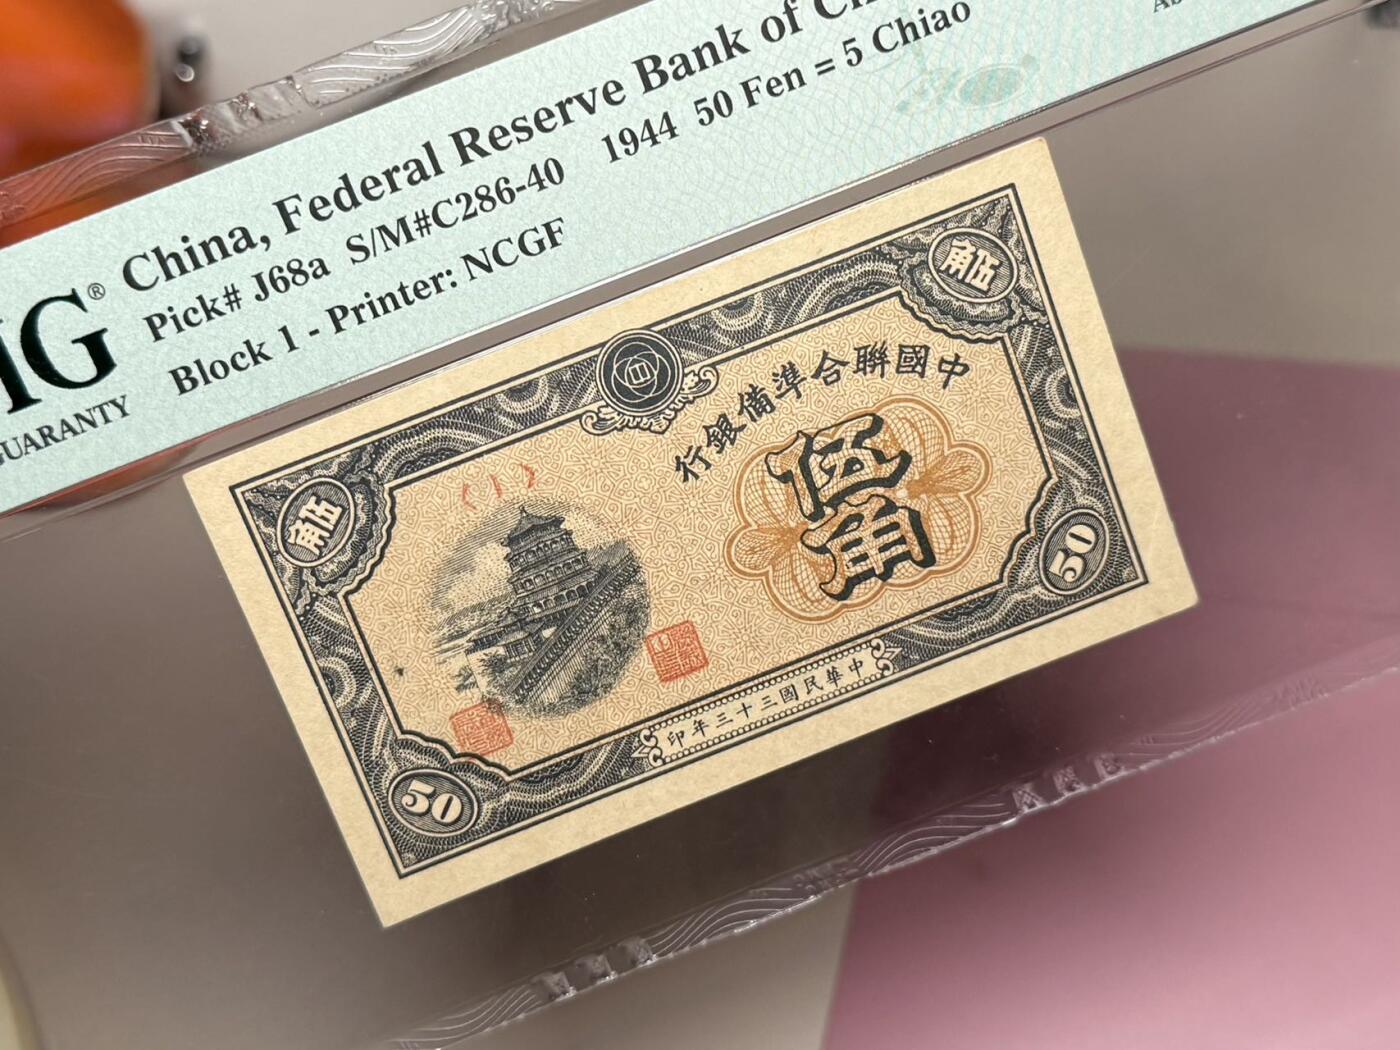 China, Federal Reserve Bank of
Pick# J68a S/M#C286-40 1944 50 Fen = 5 Chiao
Block 1 - Printer: NCGF
NG®
GUARANTY
伍角
伍角
中國聯合準備銀行
伍角
(1)
50
50
中華民國三十三年印